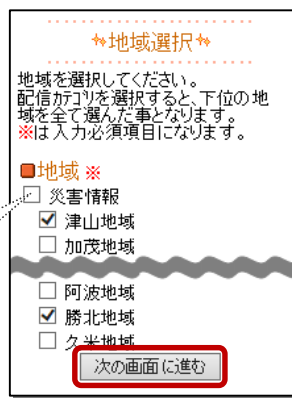 地域選択
地域を選択してください。
配信カテゴリを選択すると、下位の地
域を全て選んだ事となります。
※は入力必須項目になります。
■地域 ※
災害情報
津山地域
加茂地域
阿波地域
勝北地域
久米地域
次の画面に進む